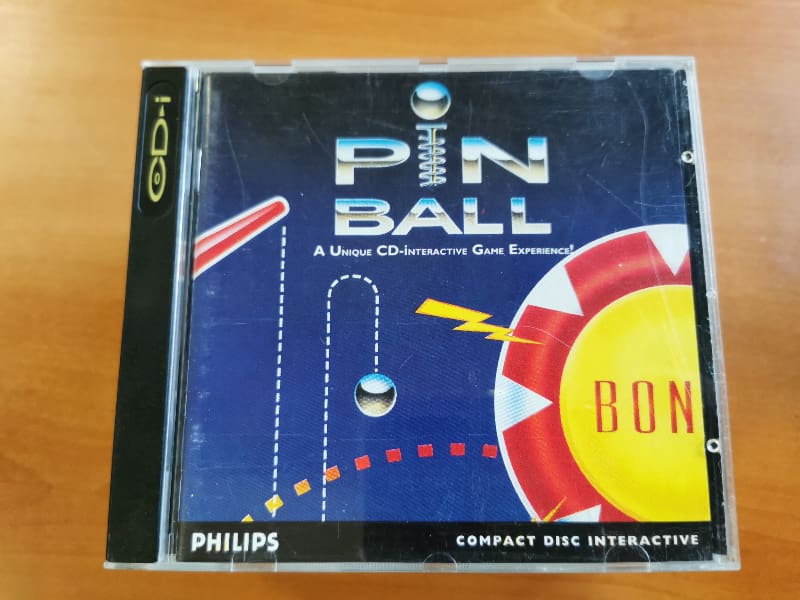 CD-i
PiN
BALL
A Unique CD-Interactive Game Experience!
BON
PHILIPS
COMPACT DISC INTERACTIVE